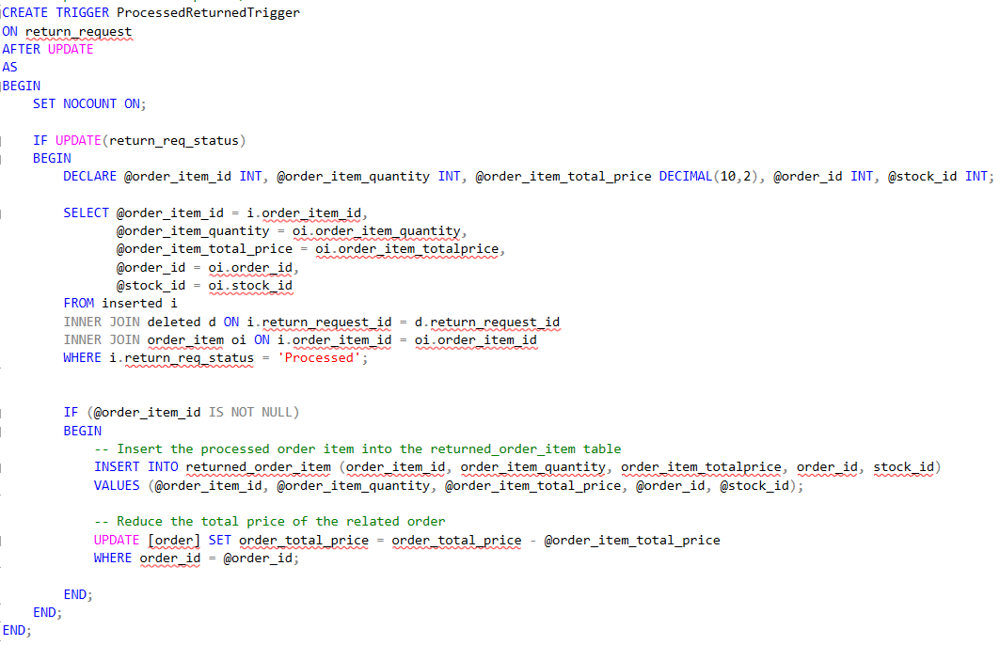 CREATE TRIGGER ProcessedReturnedTrigger
ON return_request
AFTER UPDATE
AS
BEGIN
    SET NOCOUNT ON;

    IF UPDATE(return_req_status)
    BEGIN
        DECLARE @order_item_id INT, @order_item_quantity INT, @order_item_total_price DECIMAL(10,2), @order_id INT, @stock_id INT;

        SELECT @order_item_id = i.order_item_id,
               @order_item_quantity = oi.order_item_quantity,
               @order_item_total_price = oi.order_item_totalprice,
               @order_id = oi.order_id,
               @stock_id = oi.stock_id
        FROM inserted i
        INNER JOIN deleted d ON i.return_request_id = d.return_request_id
        INNER JOIN order_item oi ON i.order_item_id = oi.order_item_id
        WHERE i.return_req_status = 'Processed';


        IF (@order_item_id IS NOT NULL)
        BEGIN
            -- Insert the processed order item into the returned_order_item table
            INSERT INTO returned_order_item (order_item_id, order_item_quantity, order_item_totalprice, order_id, stock_id)
            VALUES (@order_item_id, @order_item_quantity, @order_item_total_price, @order_id, @stock_id);

            -- Reduce the total price of the related order
            UPDATE [order] SET order_total_price = order_total_price - @order_item_total_price
            WHERE order_id = @order_id;

        END;
    END;
END;